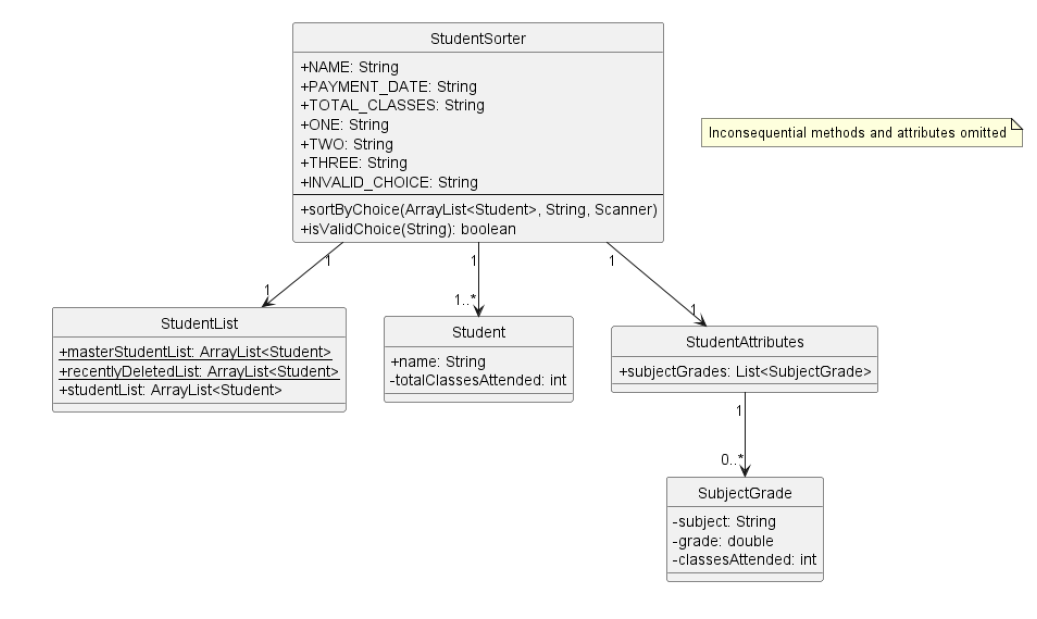 StudentSorter
+NAME: String
+PAYMENT_DATE: String
+TOTAL_CLASSES: String
+ONE: String
+TWO: String
+THREE: String
+INVALID_CHOICE: String
+sortByChoice(ArrayList<Student>, String, Scanner)
+isValidChoice(String): boolean
Inconsequential methods and attributes omitted
1
1
1
1
1..*
1
StudentList
+masterStudentList: ArrayList<Student>
+recentlyDeletedList: ArrayList<Student>
+studentList: ArrayList<Student>
Student
+name: String
-totalClassesAttended: int
StudentAttributes
+subjectGrades: List<SubjectGrade>
1
0..*
SubjectGrade
-subject: String
-grade: double
-classesAttended: int